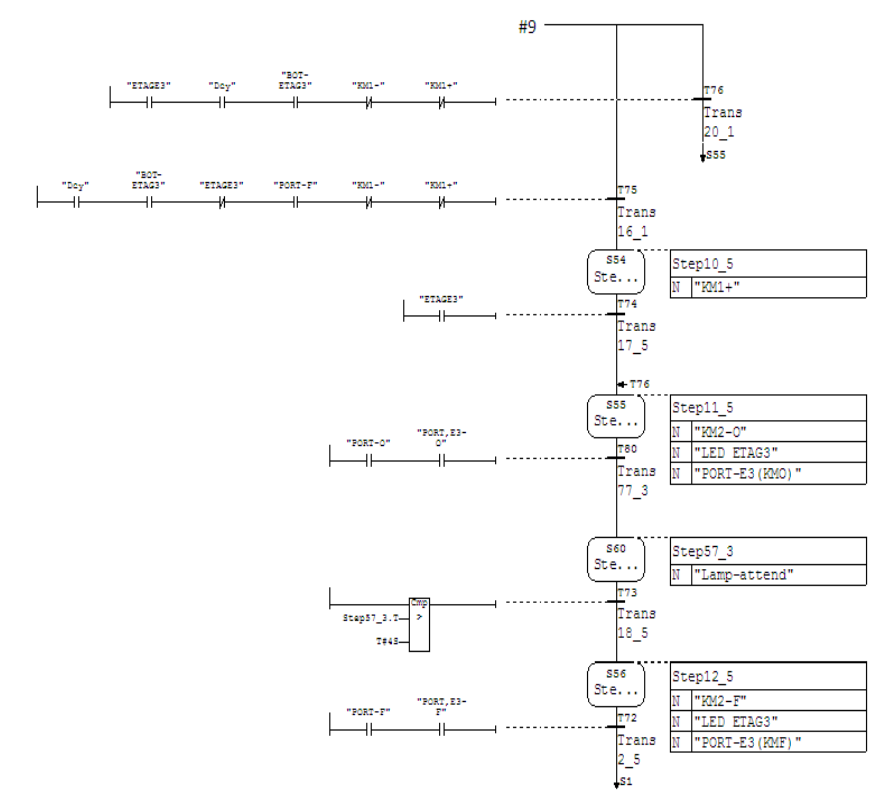 #9
"ETAGE3" "Dcy" "BOT-ETAG3" "KM1-" "KM1+"
T76
Trans
20_1
S55
"Dcy" "BOT-ETAG3" "ETAGE3" "PORT-F" "KM1-" "KM1+"
T75
Trans
16_1
S54
Ste...
Step10_5
N "KM1+"
"ETAGE3"
T74
Trans
17_5
T76
S55
Ste...
Step11_5
N "KM2-O"
N "LED ETAG3"
N "PORT-E3(KMO)"
"PORT-O" "PORT,E3-O"
T80
Trans
77_3
S60
Ste...
Step57_3
N "Lamp-attend"
Cmp
Step57_3.T
>
T#4S
T73
Trans
18_5
S56
Ste...
Step12_5
N "KM2-F"
N "LED ETAG3"
N "PORT-E3(KMF)"
"PORT-F" "PORT,E3-F"
T72
Trans
2_5
S1